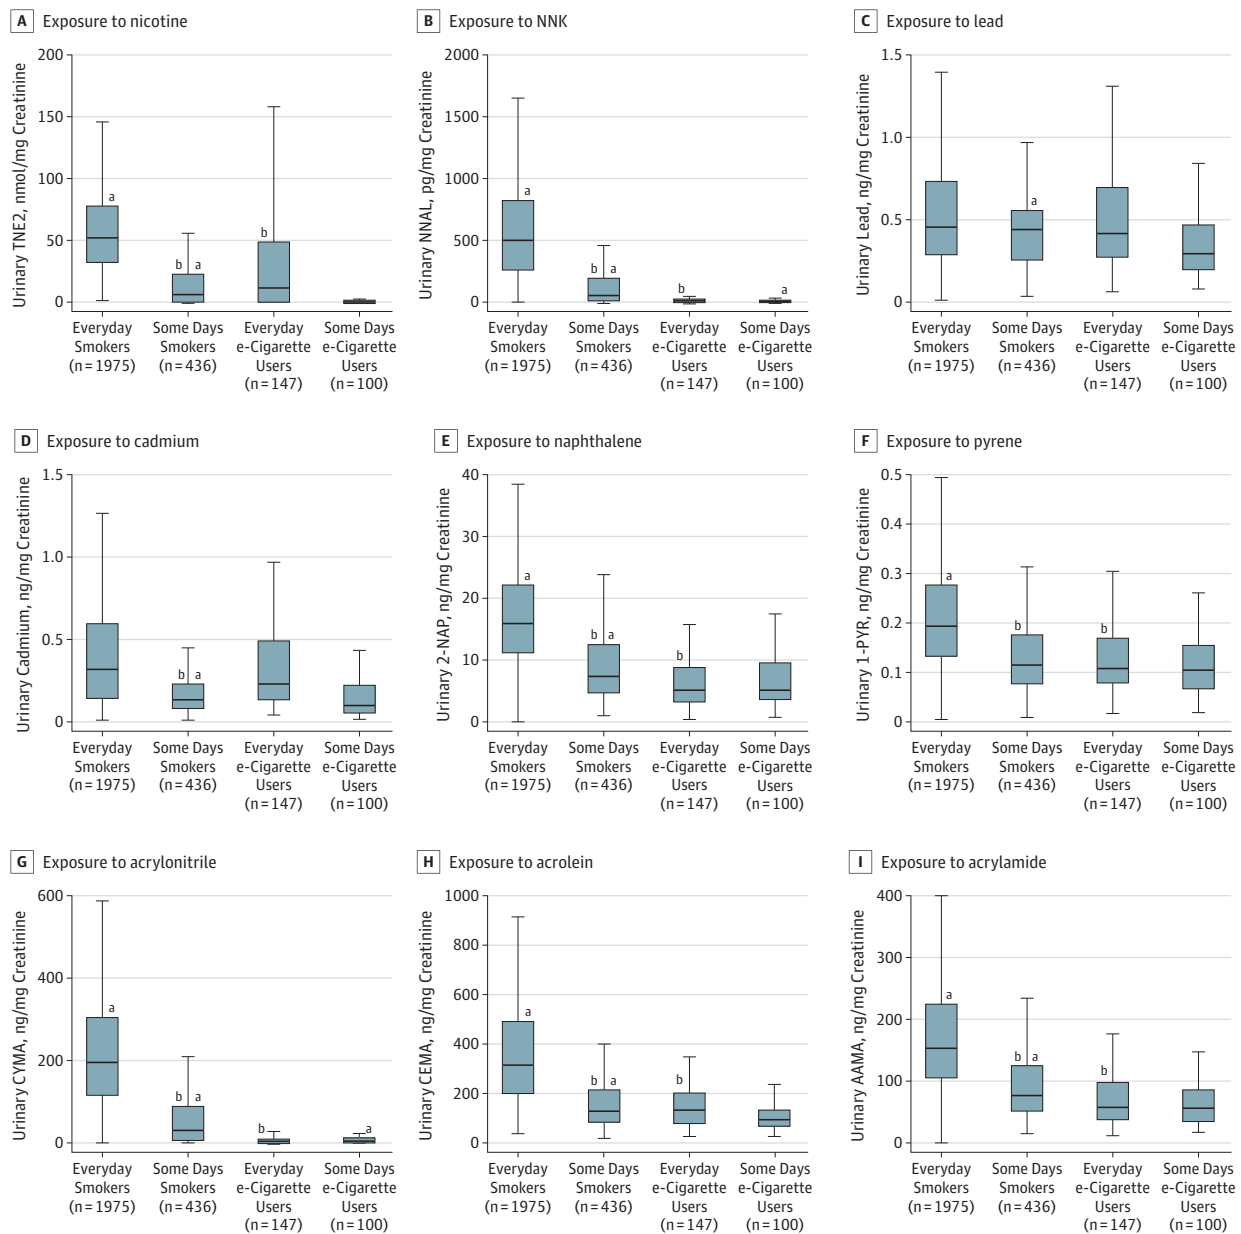 A Exposure to nicotine
Urinary TNE2, nmol/mg Creatinine
200
150
100
50
0
a
b a
b
Everyday Smokers (n = 1975)
Some Days Smokers (n = 436)
Everyday e-Cigarette Users (n = 147)
Some Days e-Cigarette Users (n = 100)
B Exposure to NNK
Urinary NNAL, pg/mg Creatinine
2000
1500
1000
500
0
a
b a
b
a
Everyday Smokers (n = 1975)
Some Days Smokers (n = 436)
Everyday e-Cigarette Users (n = 147)
Some Days e-Cigarette Users (n = 100)
C Exposure to lead
Urinary Lead, ng/mg Creatinine
1.5
1.0
0.5
0
a
Everyday Smokers (n = 1975)
Some Days Smokers (n = 436)
Everyday e-Cigarette Users (n = 147)
Some Days e-Cigarette Users (n = 100)
D Exposure to cadmium
Urinary Cadmium, ng/mg Creatinine
1.5
1.0
0.5
0
b a
Everyday Smokers (n = 1975)
Some Days Smokers (n = 436)
Everyday e-Cigarette Users (n = 147)
Some Days e-Cigarette Users (n = 100)
E Exposure to naphthalene
Urinary 2-NAP, ng/mg Creatinine
40
30
20
10
0
a
b a
b
Everyday Smokers (n = 1975)
Some Days Smokers (n = 436)
Everyday e-Cigarette Users (n = 147)
Some Days e-Cigarette Users (n = 100)
F Exposure to pyrene
Urinary 1-PYR, ng/mg Creatinine
0.5
0.4
0.3
0.2
0.1
0
a
b
b
Everyday Smokers (n = 1975)
Some Days Smokers (n = 436)
Everyday e-Cigarette Users (n = 147)
Some Days e-Cigarette Users (n = 100)
G Exposure to acrylonitrile
Urinary CYMA, ng/mg Creatinine
600
400
200
0
a
b a
b
a
Everyday Smokers (n = 1975)
Some Days Smokers (n = 436)
Everyday e-Cigarette Users (n = 147)
Some Days e-Cigarette Users (n = 100)
H Exposure to acrolein
Urinary CEMA, ng/mg Creatinine
1000
800
600
400
200
0
a
b a
b
Everyday Smokers (n = 1975)
Some Days Smokers (n = 436)
Everyday e-Cigarette Users (n = 147)
Some Days e-Cigarette Users (n = 100)
I Exposure to acrylamide
Urinary AAMA, ng/mg Creatinine
400
300
200
100
0
a
b a
b
Everyday Smokers (n = 1975)
Some Days Smokers (n = 436)
Everyday e-Cigarette Users (n = 147)
Some Days e-Cigarette Users (n = 100)